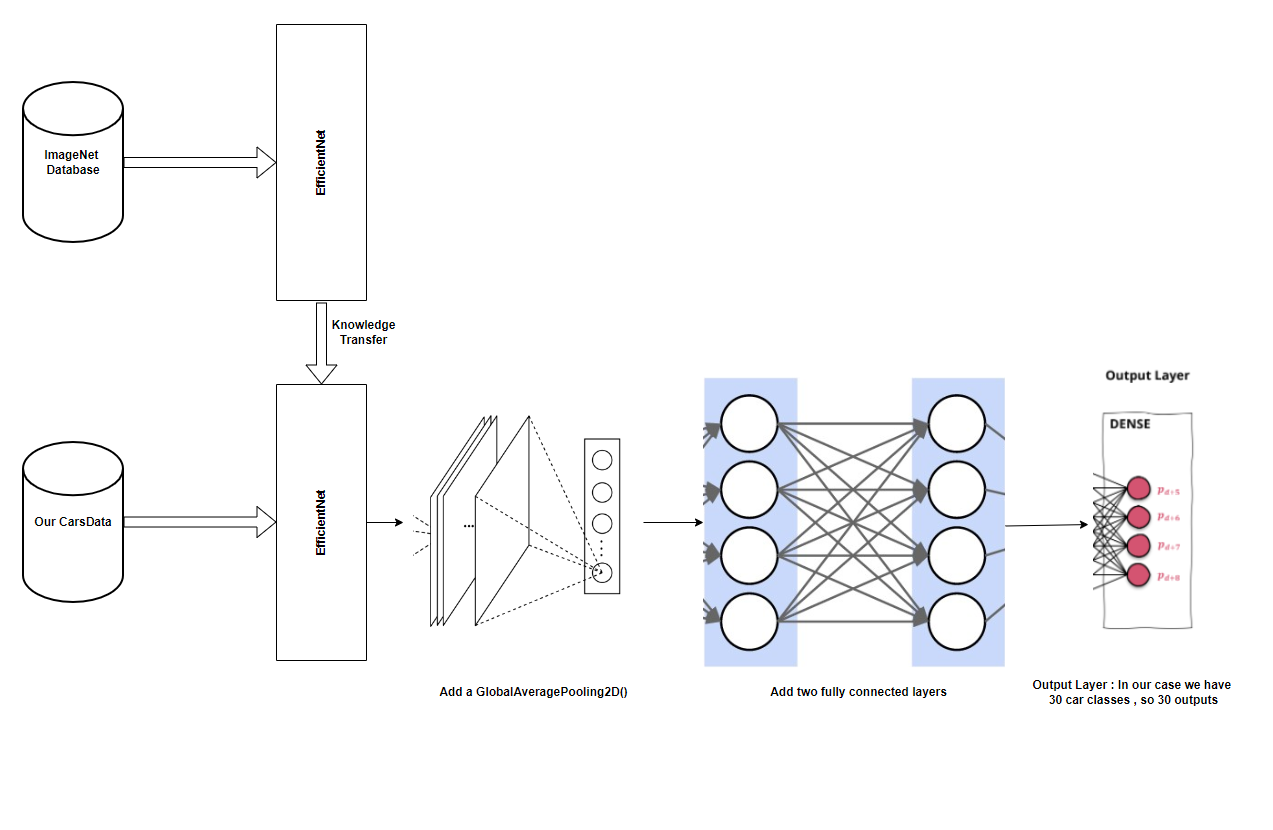 ImageNet
Database
EfficientNet
Knowledge
Transfer
Our CarsData
EfficientNet
...
Output Layer
DENSE
p_{d+5}
p_{d+6}
p_{d+7}
p_{d+8}
Add a GlobalAveragePooling2D()
Add two fully connected layers
Output Layer : In our case we have
30 car classes , so 30 outputs